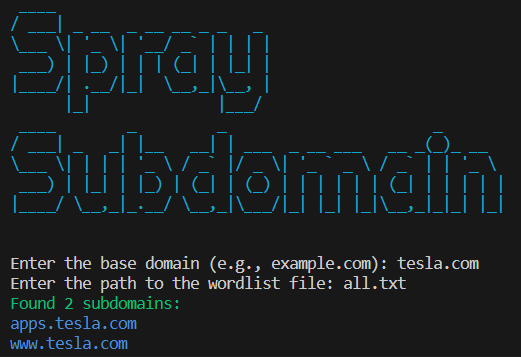 Spray
Subdomain
Enter the base domain (e.g., example.com): tesla.com
Enter the path to the wordlist file: all.txt
Found 2 subdomains:
apps.tesla.com
www.tesla.com